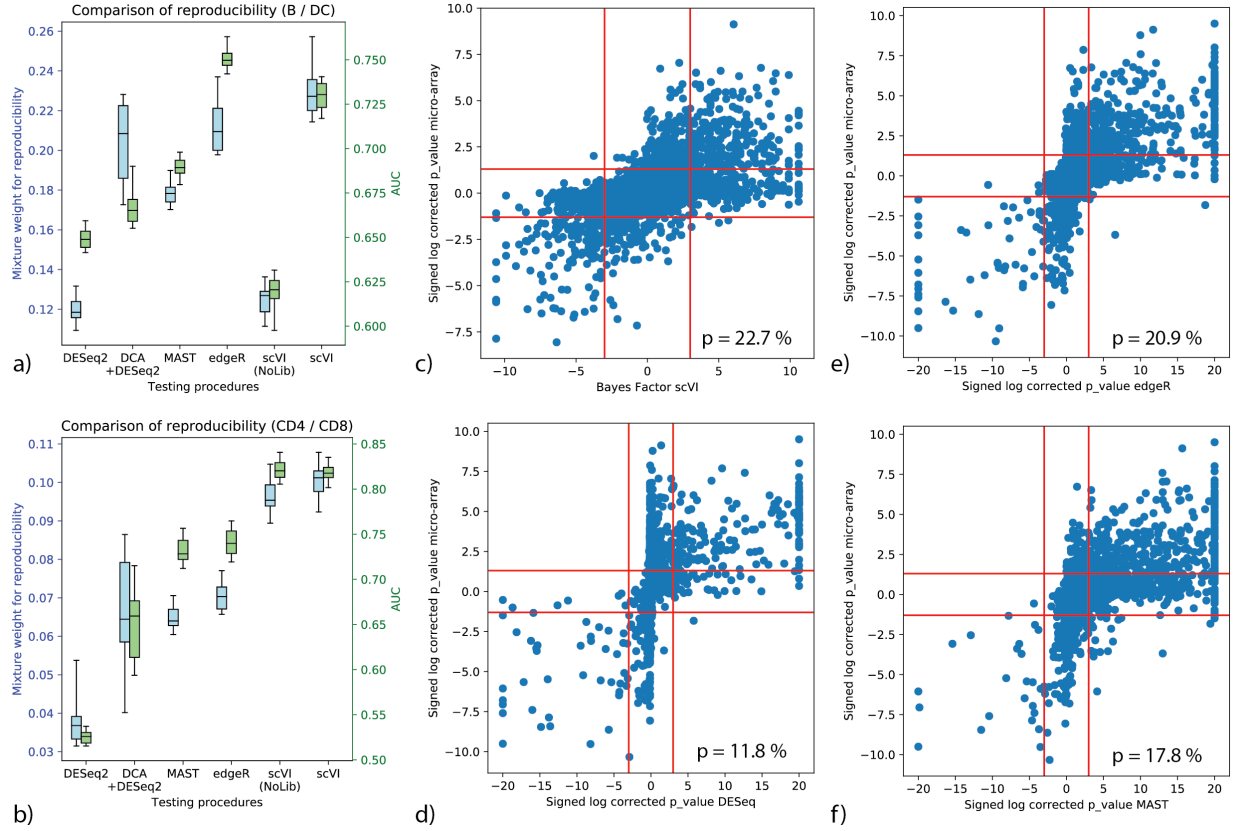 Comparison of reproducibility (B / DC)
Mixture weight for reproducibility
0.26
0.24
0.22
0.20
0.18
0.16
0.14
0.12
0.750
0.725
0.700
0.675
0.650
0.625
0.600
AUC
DESeq2
DCA
+DESeq2
MAST
edgeR
scVI
(NoLib)
scVI
Testing procedures
a)
Signed log corrected p_value micro-array
10.0
7.5
5.0
2.5
0.0
−2.5
−5.0
−7.5
p = 22.7 %
−10
−5
0
5
10
Bayes Factor scVI
c)
Signed log corrected p_value micro-array
10.0
7.5
5.0
2.5
0.0
−2.5
−5.0
−7.5
−10.0
p = 20.9 %
−20
−15
−10
−5
0
5
10
15
20
Signed log corrected p_value edgeR
e)
Comparison of reproducibility (CD4 / CD8)
Mixture weight for reproducibility
0.11
0.10
0.09
0.08
0.07
0.06
0.05
0.04
0.03
0.85
0.80
0.75
0.70
0.65
0.60
0.55
0.50
AUC
DESeq2
DCA
+DESeq2
MAST
edgeR
scVI
(NoLib)
scVI
Testing procedures
b)
Signed log corrected p_value micro-array
10.0
7.5
5.0
2.5
0.0
−2.5
−5.0
−7.5
−10.0
p = 11.8 %
−20
−15
−10
−5
0
5
10
15
20
Signed log corrected p_value DESeq
d)
Signed log corrected p_value micro-array
10.0
7.5
5.0
2.5
0.0
−2.5
−5.0
−7.5
−10.0
p = 17.8 %
−20
−15
−10
−5
0
5
10
15
20
Signed log corrected p_value MAST
f)